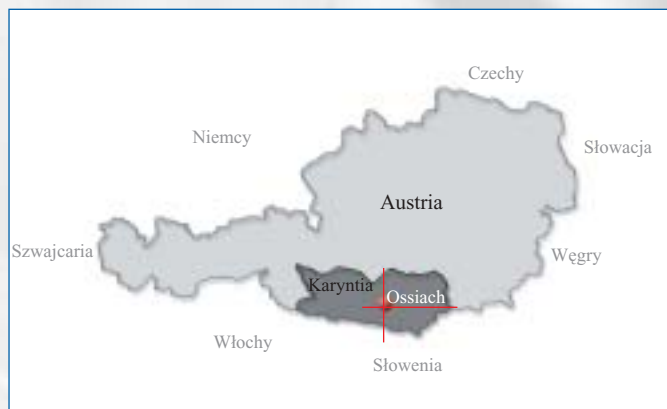 Czechy
Niemcy
Słowacja
Austria
Szwajcaria
Węgry
Karyntia
Ossiach
Włochy
Słowenia